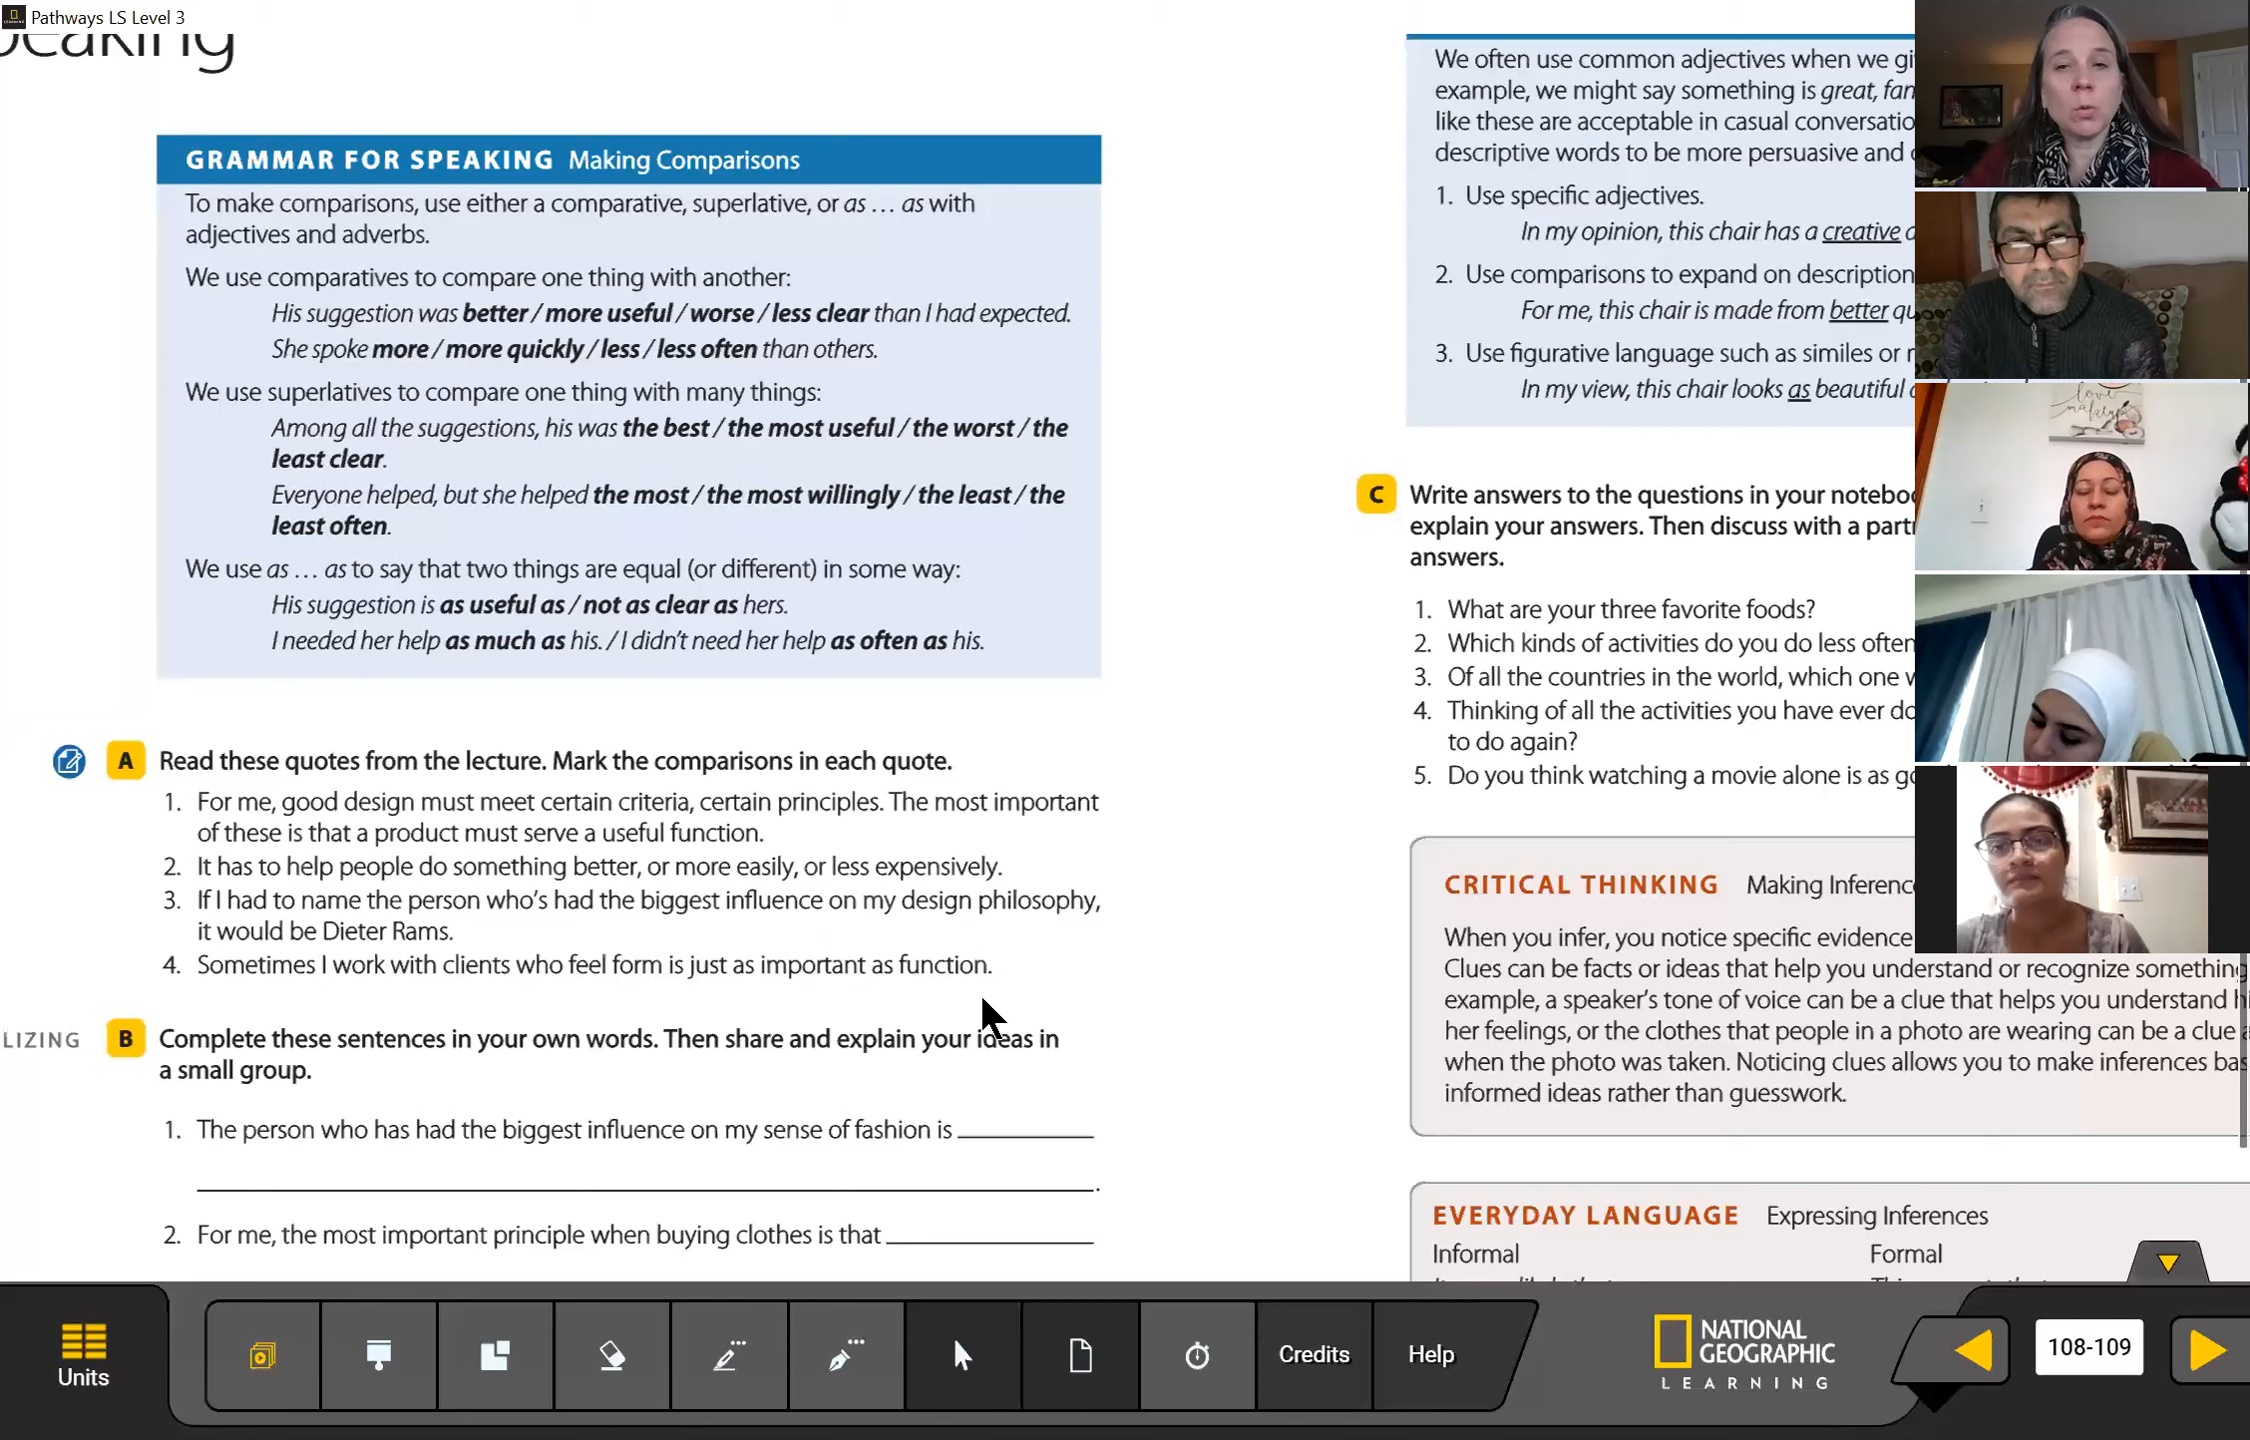 Pathways LS Level 3
GRAMMAR FOR SPEAKING Making Comparisons
To make comparisons, use either a comparative, superlative, or as … as with
adjectives and adverbs.
We use comparatives to compare one thing with another:
His suggestion was better / more useful / worse / less clear than I had expected.
She spoke more / more quickly / less / less often than others.
We use superlatives to compare one thing with many things:
Among all the suggestions, his was the best / the most useful / the worst / the
least clear.
Everyone helped, but she helped the most / the most willingly / the least / the
least often.
We use as … as to say that two things are equal (or different) in some way:
His suggestion is as useful as / not as clear as hers.
I needed her help as much as his. / I didn't need her help as often as his.
A Read these quotes from the lecture. Mark the comparisons in each quote.
1. For me, good design must meet certain criteria, certain principles. The most important
of these is that a product must serve a useful function.
2. It has to help people do something better, or more easily, or less expensively.
3. If I had to name the person who's had the biggest influence on my design philosophy,
it would be Dieter Rams.
4. Sometimes I work with clients who feel form is just as important as function.
LIZING
B Complete these sentences in your own words. Then share and explain your ideas in
a small group.
1. The person who has had the biggest influence on my sense of fashion is
.
2. For me, the most important principle when buying clothes is that
We often use common adjectives when we
example, we might say something is great,
like these are acceptable in casual
descriptive words to be more persuasive and
1. Use specific adjectives.
In my opinion, this chair has a creative
2. Use comparisons to expand on description
For me, this chair is made from better
3. Use figurative language such as similes or
In my view, this chair looks as beautiful
C Write answers to the questions in your
explain your answers. Then discuss with a
answers.
1. What are your three favorite foods?
2. Which kinds of activities do you do less often
3. Of all the countries in the world, which one
4. Thinking of all the activities you have ever
to do again?
5. Do you think watching a movie alone is as
CRITICAL THINKING Making
When you infer, you notice specific evidence
Clues can be facts or ideas that help you understand or recognize something
example, a speaker's tone of voice can be a clue that helps you understand
her feelings, or the clothes that people in a photo are wearing can be a clue
when the photo was taken. Noticing clues allows you to make inferences
informed ideas rather than guesswork.
EVERYDAY LANGUAGE Expressing Inferences
Informal Formal
Units
Credits
Help
NATIONAL
GEOGRAPHIC
LEARNING
108-109